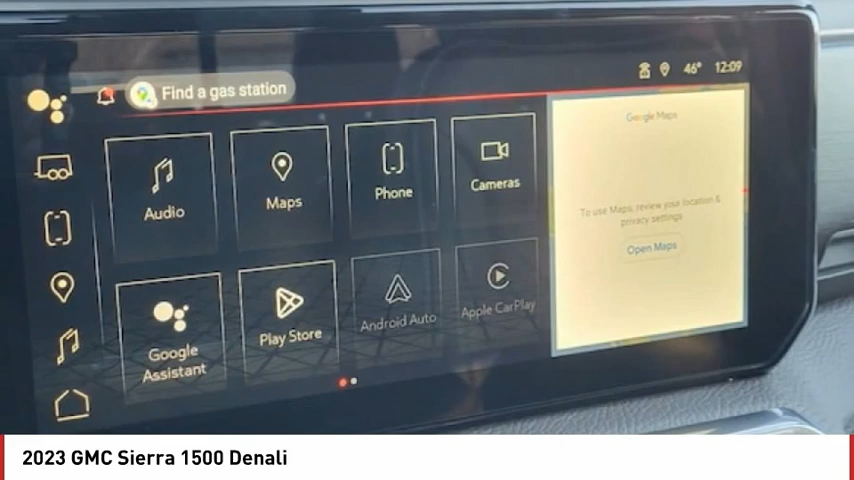 Find a gas station
46° 12:09
Audio
Maps
Phone
Cameras
Google Maps
To use Maps, review your location &
privacy settings
Open Maps
Google
Assistant
Play Store
Android Auto
Apple CarPlay
2023 GMC Sierra 1500 Denali